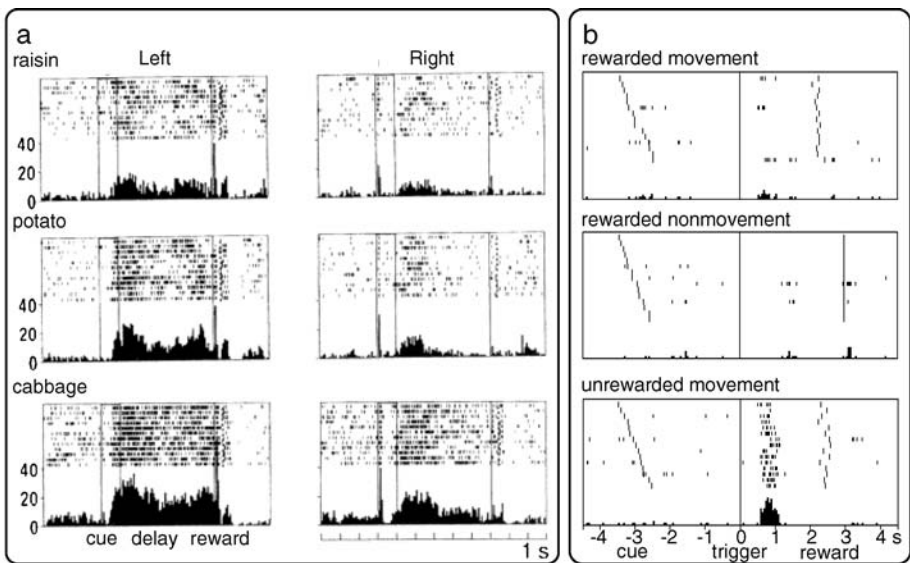 a
Left Right
raisin
40
20
0
potato
40
20
0
cabbage
40
20
0
cue delay reward
1 s
b
rewarded movement
rewarded nonmovement
unrewarded movement
-4 -3 -2 -1 0 1 2 3 4 s
cue trigger reward